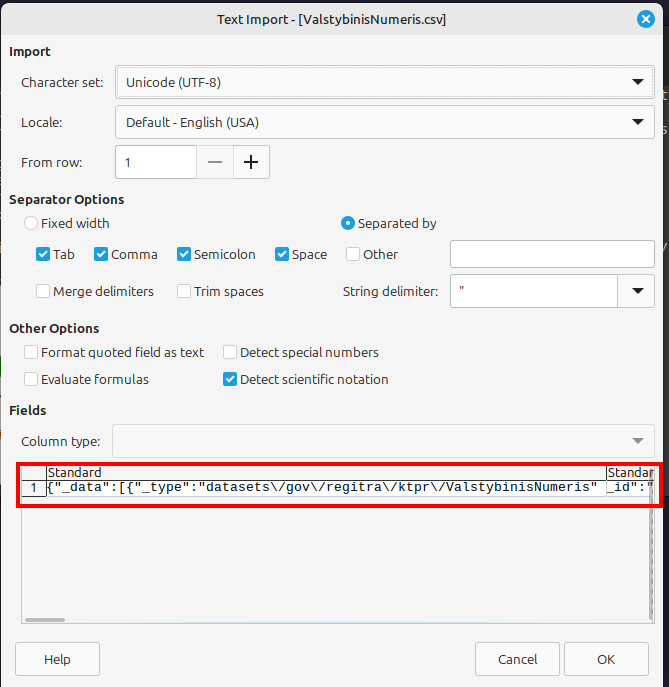 Text Import - [ValstybinisNumeris.csv]
Import
Character set: Unicode (UTF-8)
Locale: Default - English (USA)
From row: 1
Separator Options
Fixed width Separated by
Tab Comma Semicolon Space Other
Merge delimiters Trim spaces String delimiter: "
Other Options
Format quoted field as text Detect special numbers
Evaluate formulas Detect scientific notation
Fields
Column type:
Standard Standar
1 {"_data":[{"_type":"datasets\/gov\/regitra\/ktpr\/ValstybinisNumeris" _id":"
Help Cancel OK